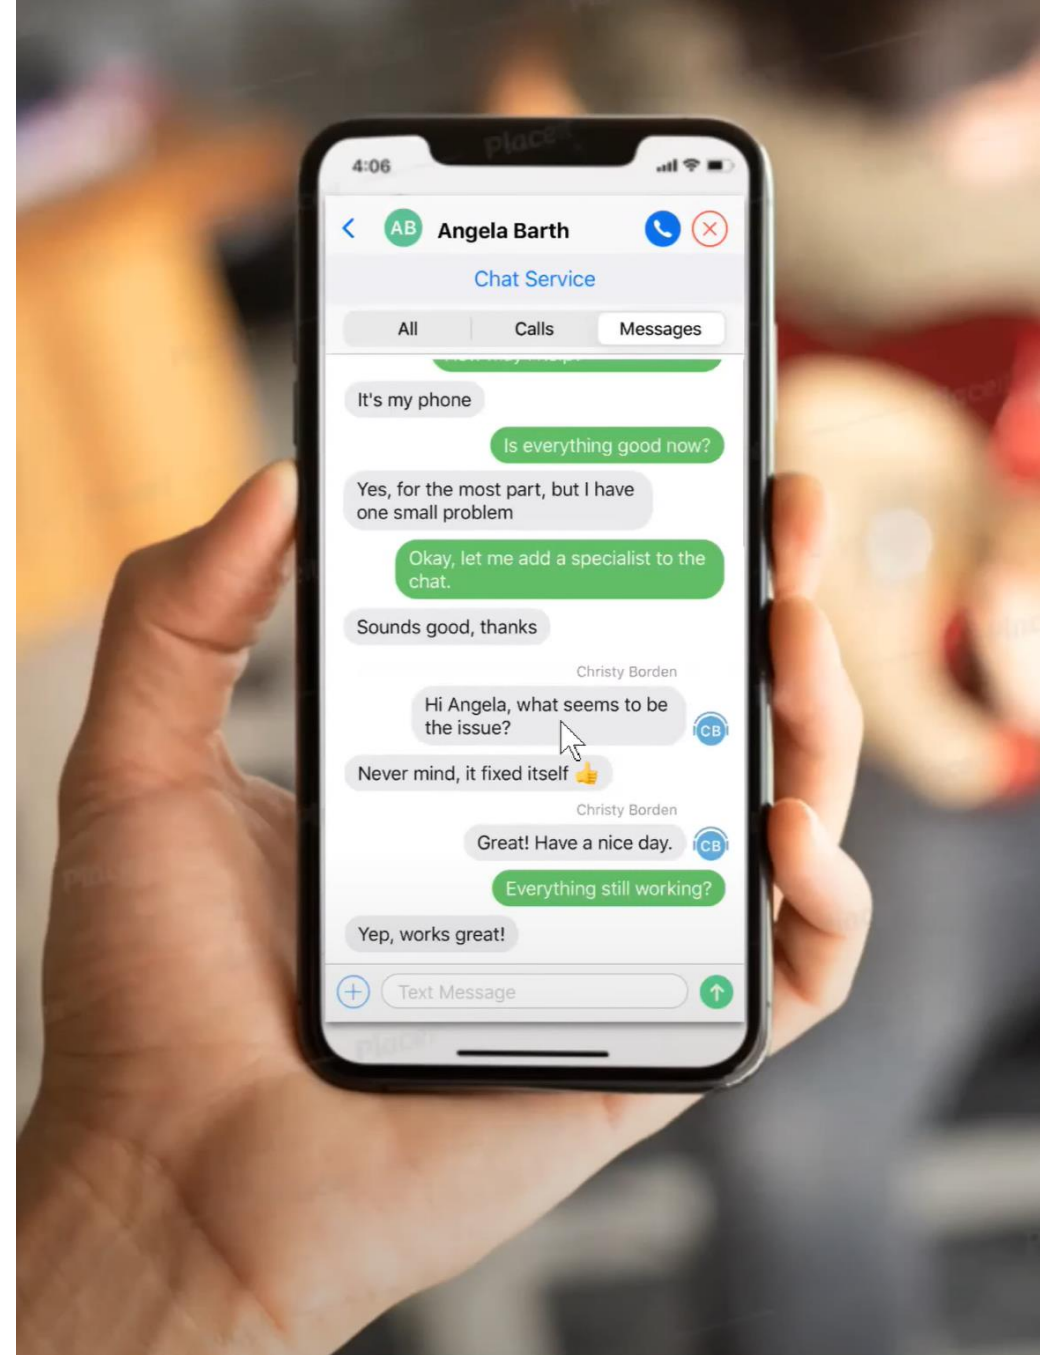 4:06
AB
Angela Barth
Chat Service
All
Calls
Messages
It's my phone
Is everything good now?
Yes, for the most part, but I have
one small problem
Okay, let me add a specialist to the
chat.
Sounds good, thanks
Christy Borden
Hi Angela, what seems to be
the issue?
CB
Never mind, it fixed itself 👍
Christy Borden
Great! Have a nice day.
CB
Everything still working?
Yep, works great!
Text Message